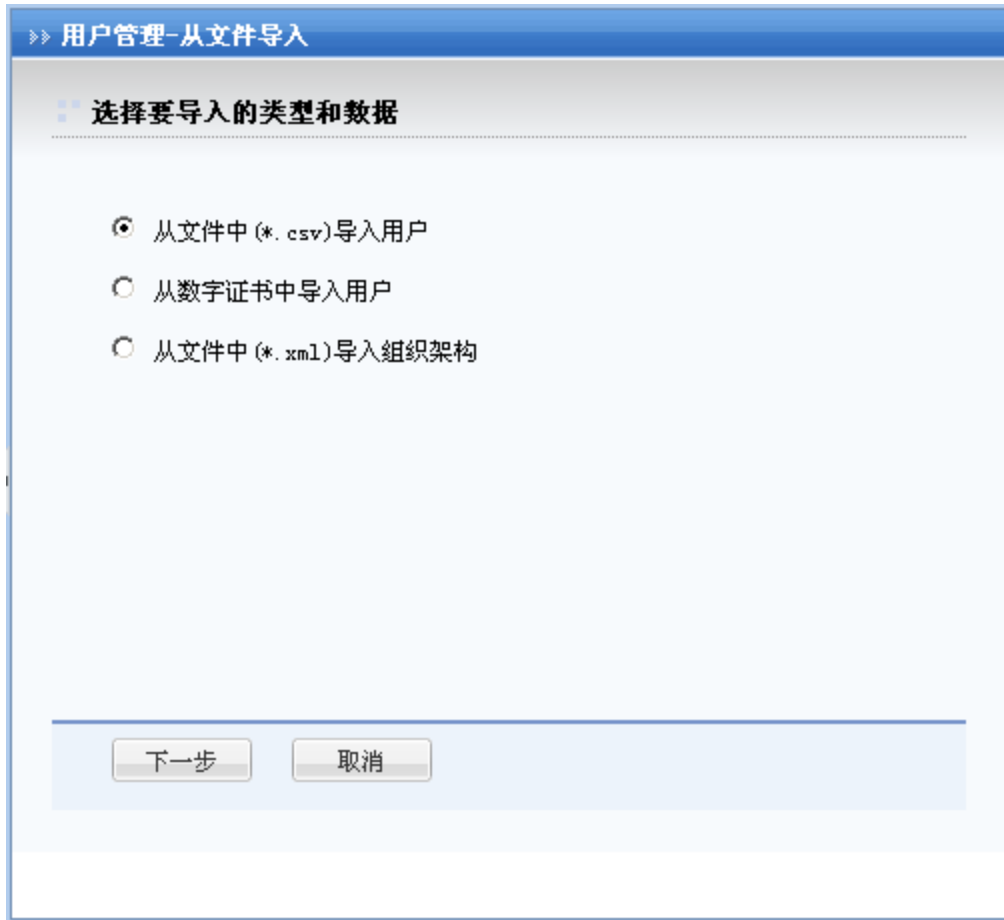 用户管理-从文件导入
选择要导入的类型和数据
从文件中(*.csv)导入用户
从数字证书中导入用户
从文件中(*.xml)导入组织架构
下一步 取消